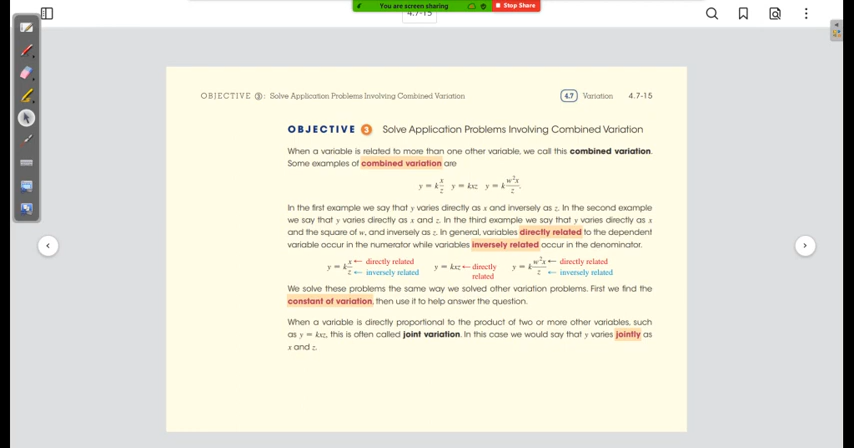 You are screen sharing
Stop Share
4.7-15
OBJECTIVE 3: Solve Application Problems Involving Combined Variation
4.7 Variation 4.7-15
OBJECTIVE 3 Solve Application Problems Involving Combined Variation
When a variable is related to more than one other variable, we call this combined variation.
Some examples of combined variation are
y = k x/z y = kxz y = k w²x/z.
In the first example we say that y varies directly as x and inversely as z. In the second example
we say that y varies directly as x and z. In the third example we say that y varies directly as x
and the square of w, and inversely as z. In general, variables directly related to the dependent
variable occur in the numerator while variables inversely related occur in the denominator.
y = k x/z ← directly related ← inversely related y = kxz ← directly related y = k w²x/z ← directly related ← inversely related
We solve these problems the same way we solved other variation problems. First we find the
constant of variation, then use it to help answer the question.
When a variable is directly proportional to the product of two or more other variables, such
as y = kxz, this is often called joint variation. In this case we would say that y varies jointly as
x and z.